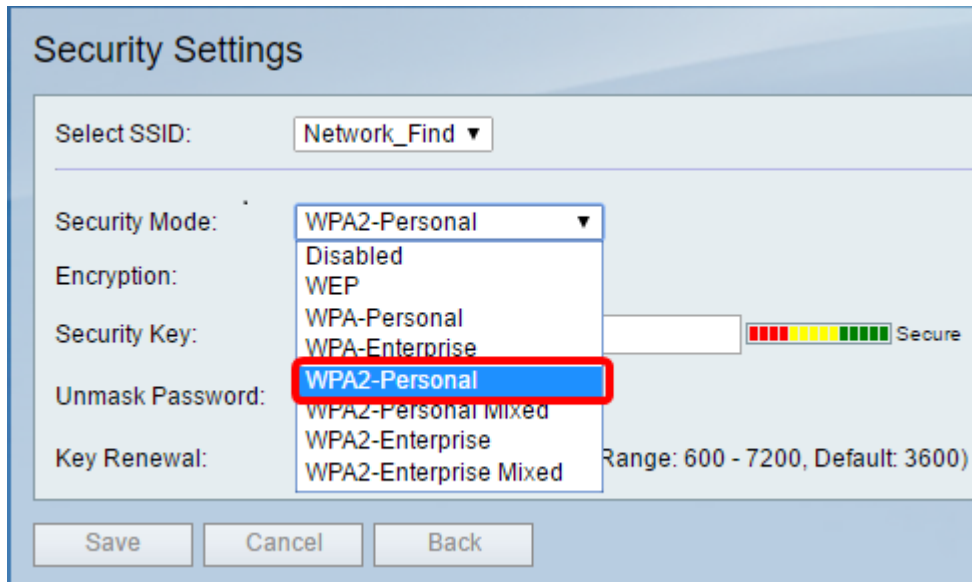 Security Settings
Select SSID: Network_Find
Security Mode: WPA2-Personal
Disabled
Encryption:
WEP
WPA-Personal
Security Key: Secure
WPA-Enterprise
WPA2-Personal
Unmask Password:
WPA2-Personal Mixed
WPA2-Enterprise
Key Renewal: Range: 600 - 7200, Default: 3600)
WPA2-Enterprise Mixed
Save Cancel Back